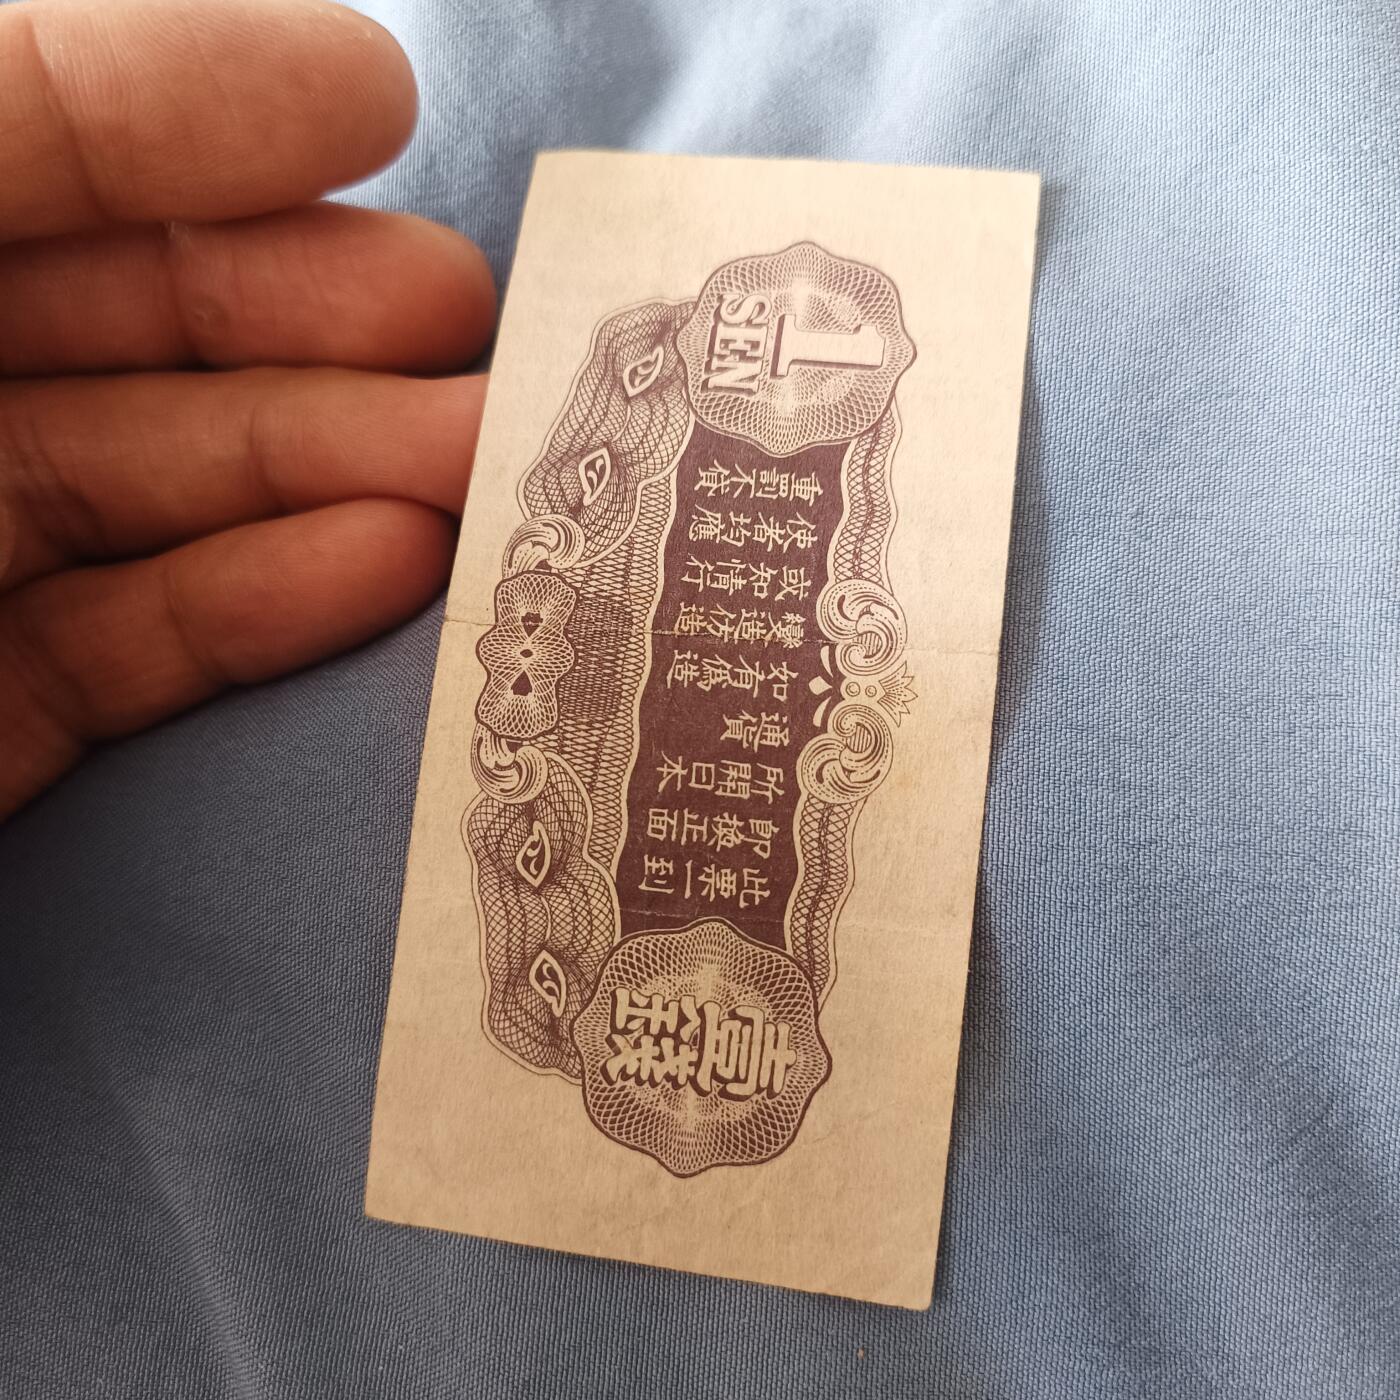 壹錢
此票一到
即換正面
所開日本
通貨
如有偽造
變造仿造
或知情行
使者均應
重罰不貸
1
SEN